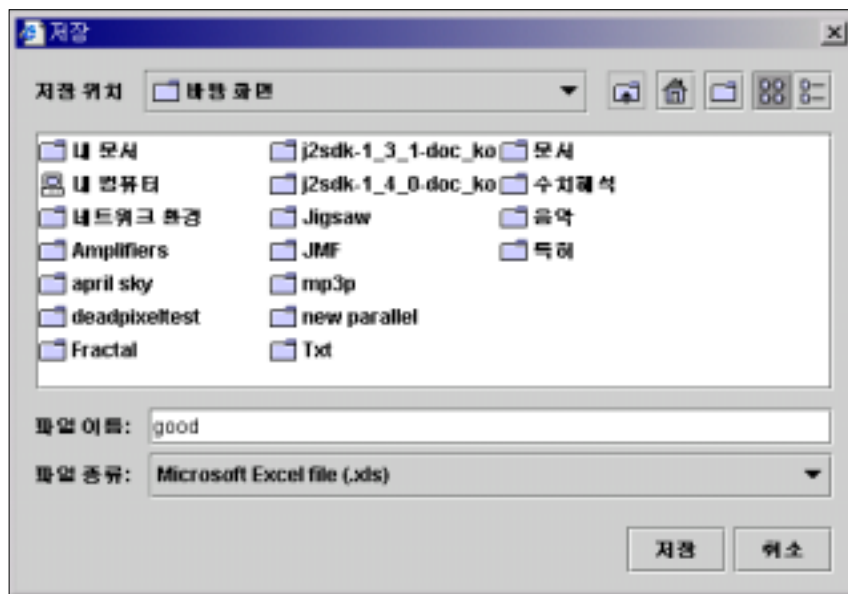 저장
저장 위치 바탕 화면
내 문서 j2sdk-1_3_1-doc_ko 문서
내 컴퓨터 j2sdk-1_4_0-doc_ko 수치해석
네트워크 환경 Jigsaw 음악
Amplifiers JMF 특허
april sky mp3p
deadpixeltest new parallel
Fractal Txt
파일 이름: good
파일 종류: Microsoft Excel file (.xls)
저장 취소